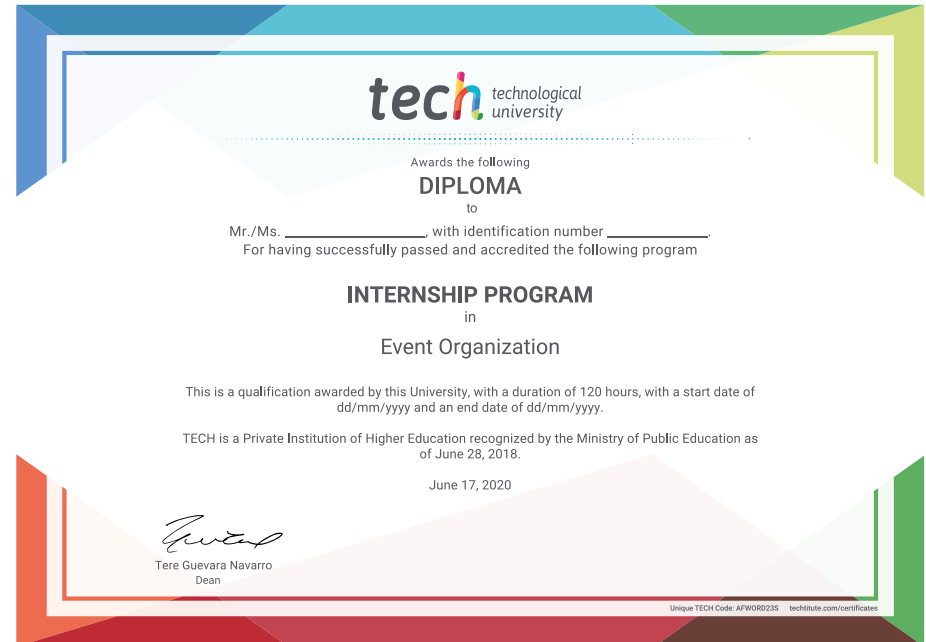 tech technological
university
Awards the following
DIPLOMA
to
Mr./Ms. ____________________, with identification number ______________.
For having successfully passed and accredited the following program
INTERNSHIP PROGRAM
in
Event Organization
This is a qualification awarded by this University, with a duration of 120 hours, with a start date of
dd/mm/yyyy and an end date of dd/mm/yyyy.
TECH is a Private Institution of Higher Education recognized by the Ministry of Public Education as
of June 28, 2018.
June 17, 2020
Tere Guevara Navarro
Dean
Unique TECH Code: AFWORD23S techtitute.com/certificates